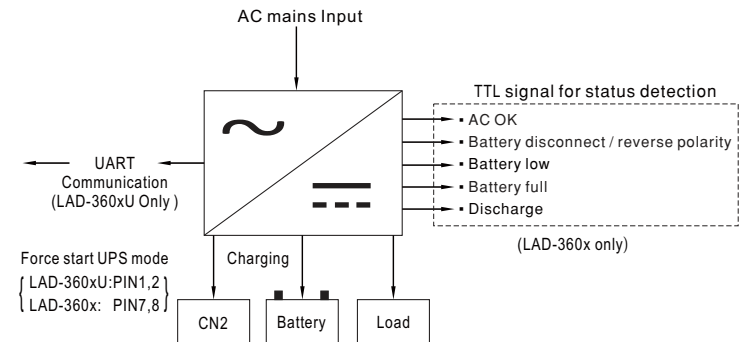 AC mains Input
TTL signal for status detection
▪ AC OK
▪ Battery disconnect / reverse polarity
▪ Battery low
▪ Battery full
▪ Discharge
(LAD-360x only)
UART
Communication
(LAD-360xU Only )
Force start UPS mode
LAD-360xU:PIN1,2
LAD-360x: PIN7,8
Charging
CN2
Battery
Load